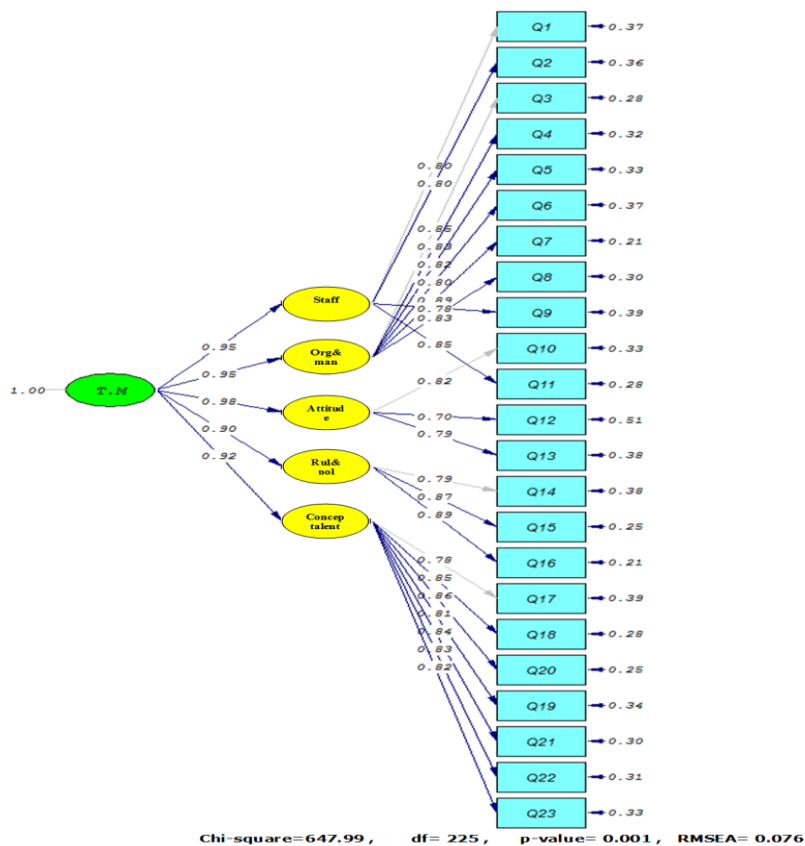 Q1 0.37
Q2 0.36
Q3 0.28
Q4 0.32
Q5 0.33
Q6 0.37
Q7 0.21
Q8 0.30
Q9 0.39
Q10 0.33
Q11 0.28
Q12 0.51
Q13 0.38
Q14 0.38
Q15 0.25
Q16 0.21
Q17 0.39
Q18 0.28
Q20 0.25
Q19 0.34
Q21 0.30
Q22 0.31
Q23 0.33
0.80
0.80
0.85
0.83
0.82
0.80
0.89
0.78
0.83
0.85
0.82
0.70
0.79
0.79
0.87
0.89
0.78
0.85
0.86
0.81
0.84
0.83
0.82
Staff
Org&
man
Attitud
e
Rul&
pol
Concep
talent
0.95
0.95
0.98
0.90
0.92
1.00
T.M
Chi-square=647.99, df= 225, p-value= 0.001, RMSEA= 0.076